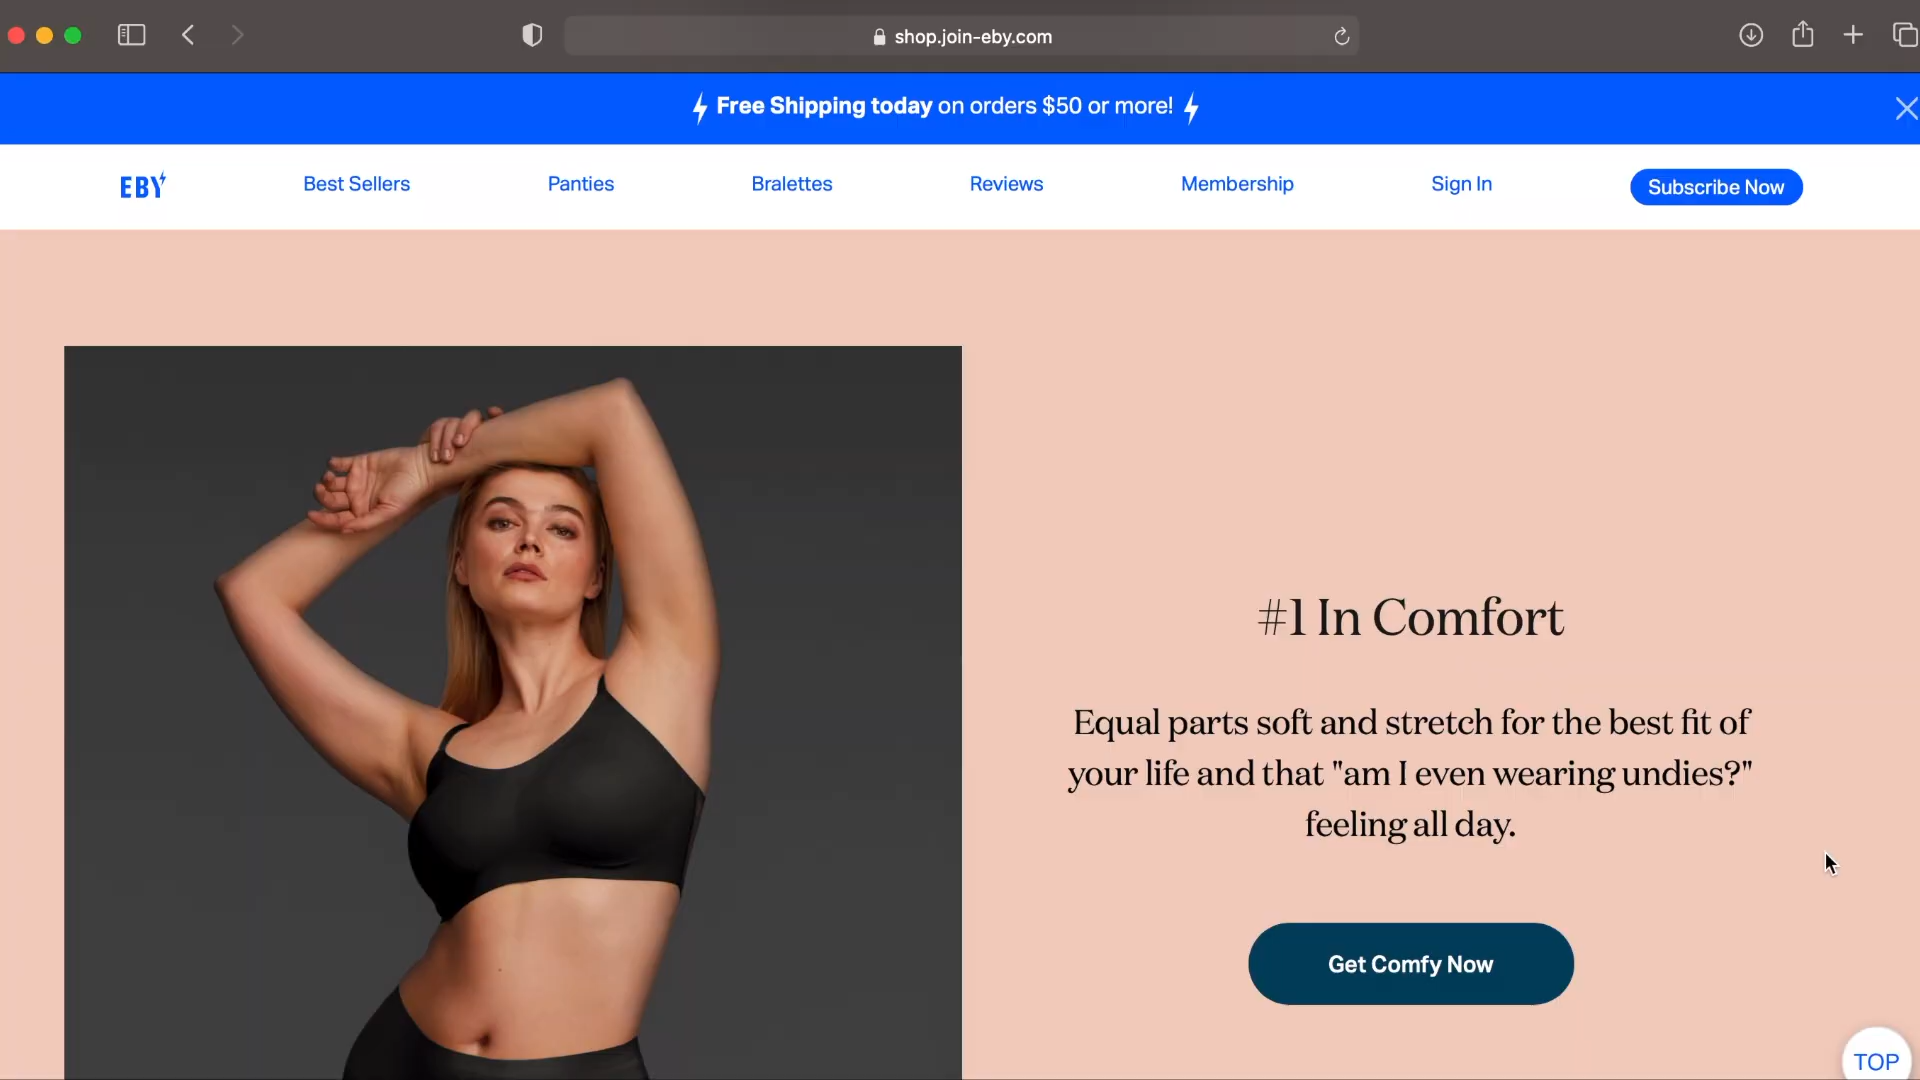 shop.join-eby.com
Free Shipping today on orders $50 or more!
EBY
Best Sellers
Panties
Bralettes
Reviews
Membership
Sign In
Subscribe Now
#1 In Comfort
Equal parts soft and stretch for the best fit of
your life and that "am I even wearing undies?"
feeling all day.
Get Comfy Now
TOP